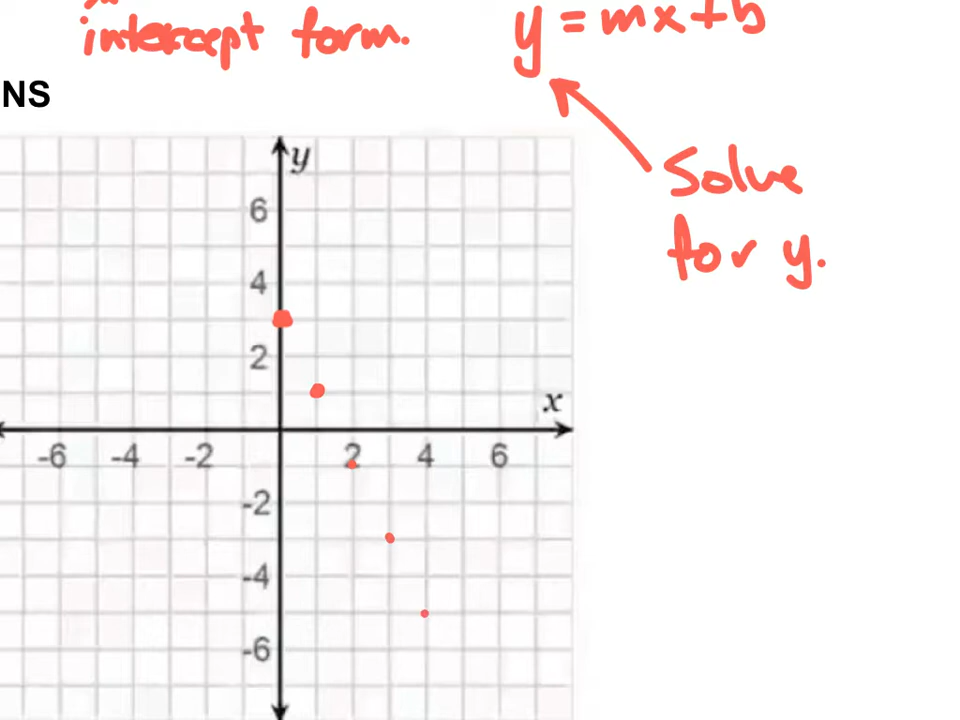 intercept form.
y = mx+b
NS
y
6
4
2
x
-6 -4 -2 2 4 6
-2
-4
-6
Solve
for y.